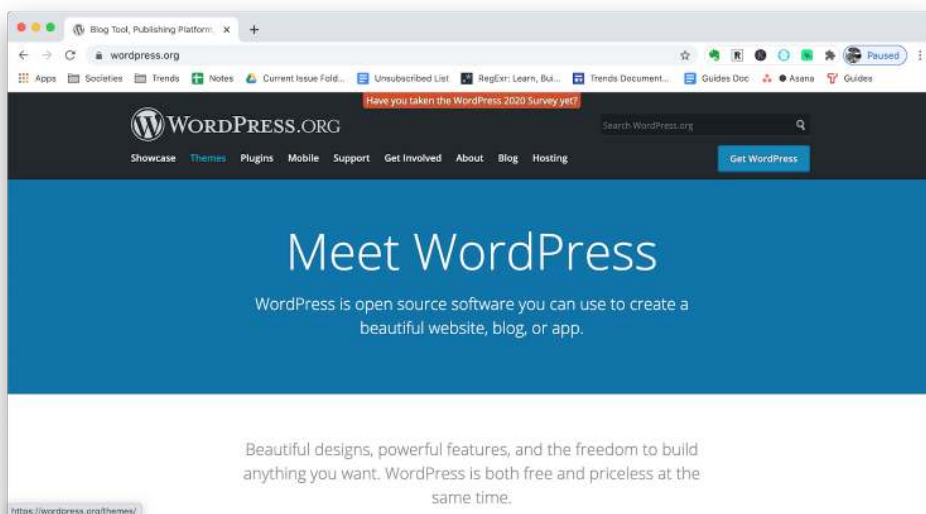 Blog Tool, Publishing Platform,
wordpress.org
Paused
Apps Societies Trends Notes Current Issue Fold... Unsubscribed List RegExr: Learn, Bui... Trends Document... Guides Doc Asana Guides
Have you taken the WordPress 2020 Survey yet?
WORDPRESS.ORG
Search WordPress.org
Showcase Themes Plugins Mobile Support Get Involved About Blog Hosting
Get WordPress
Meet WordPress
WordPress is open source software you can use to create a
beautiful website, blog, or app.
Beautiful designs, powerful features, and the freedom to build
anything you want. WordPress is both free and priceless at the
same time.
https://wordpress.org/themes/